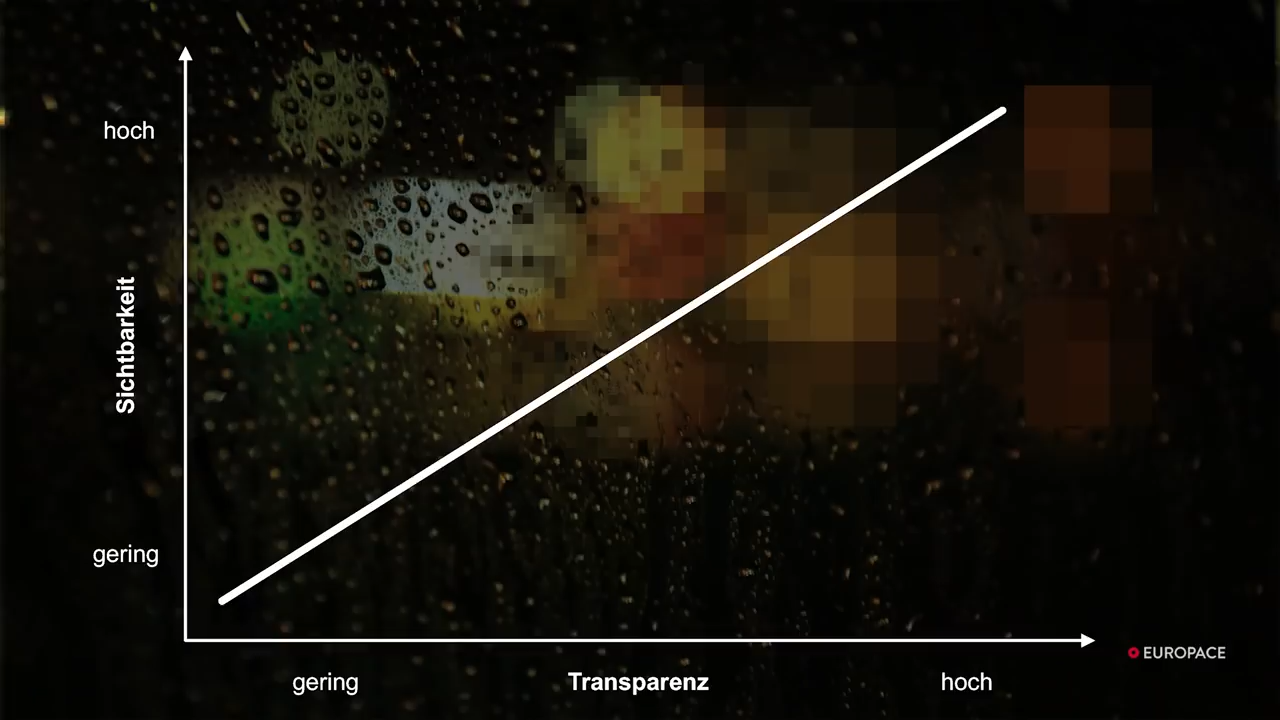 hoch
Sichtbarkeit
gering
gering
Transparenz
hoch
EUROPACE